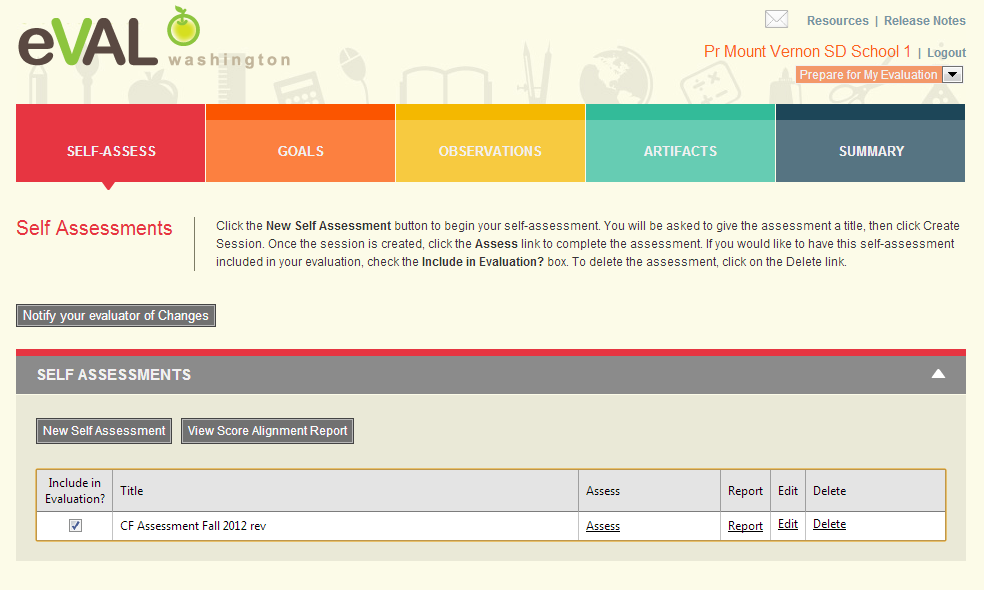 eVAL
washington
Resources | Release Notes
Pr Mount Vernon SD School 1 | Logout
Prepare for My Evaluation
SELF-ASSESS GOALS OBSERVATIONS ARTIFACTS SUMMARY
Self Assessments
Click the New Self Assessment button to begin your self-assessment. You will be asked to give the assessment a title, then click Create
Session. Once the session is created, click the Assess link to complete the assessment. If you would like to have this self-assessment
included in your evaluation, check the Include in Evaluation? box. To delete the assessment, click on the Delete link.
Notify your evaluator of Changes
SELF ASSESSMENTS
New Self Assessment View Score Alignment Report
Include in
Evaluation? Title Assess Report Edit Delete
CF Assessment Fall 2012 rev Assess Report Edit Delete